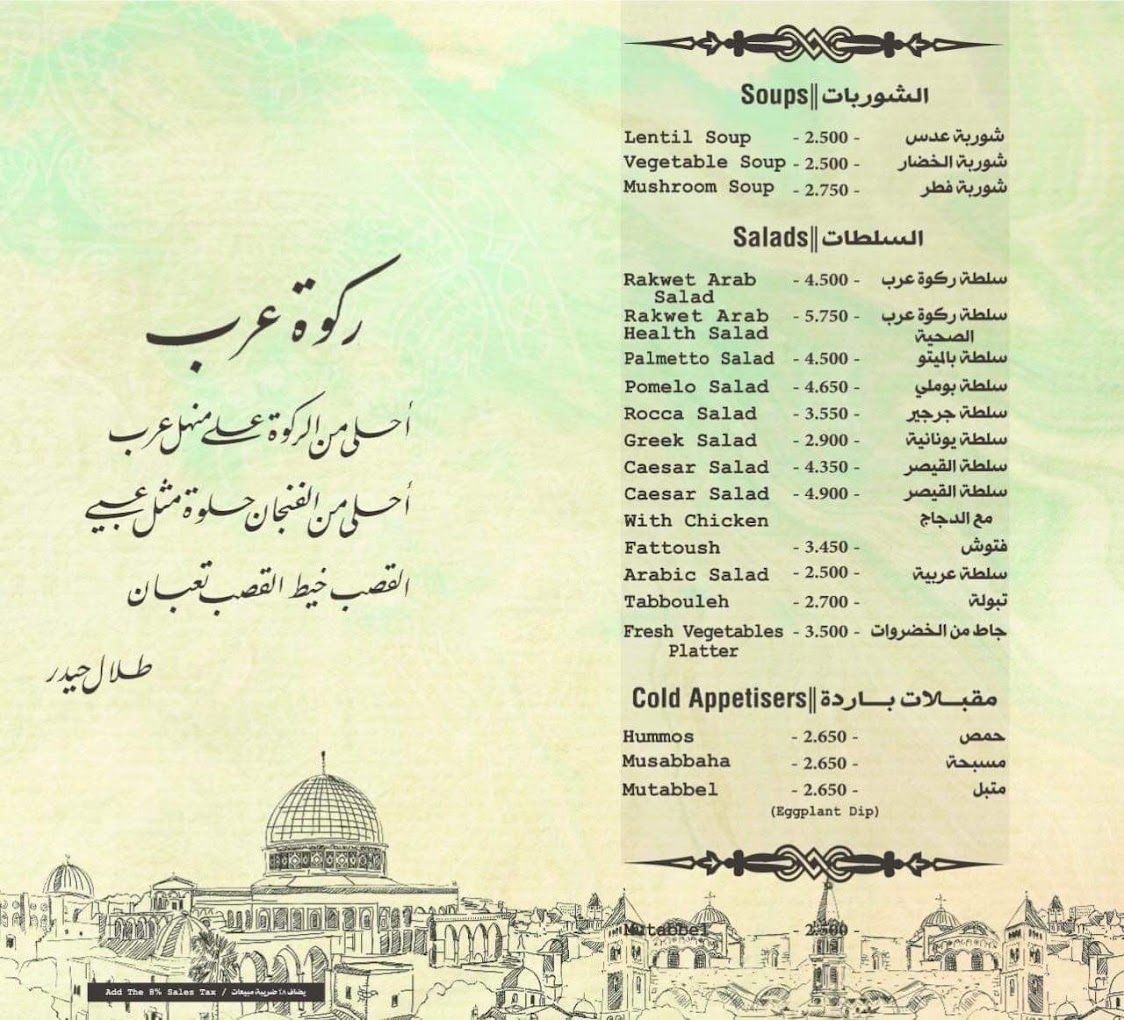 ركوة عرب
أحلى من الركوة على منهل عرب
أحلى من الفنجان حلوة مثل عيبي
القصب خيط القصب تعبان
طلال حيدر
Add The 8% Sales Tax / يضاف ٨٪ ضريبة مبيعات
Soups||الشوربات
Lentil Soup - 2.500 - شوربة عدس
Vegetable Soup - 2.500 - شوربة الخضار
Mushroom Soup - 2.750 - شوربة فطر
Salads||السلطات
Rakwet Arab - 4.500 - سلطة ركوة عرب
Salad
Rakwet Arab - 5.750 - سلطة ركوة عرب
Health Salad الصحية
Palmetto Salad - 4.500 - سلطة بالميتو
Pomelo Salad - 4.650 - سلطة بوملي
Rocca Salad - 3.550 - سلطة جرجير
Greek Salad - 2.900 - سلطة يونانية
Caesar Salad - 4.350 - سلطة القيصر
Caesar Salad - 4.900 - سلطة القيصر
With Chicken مع الدجاج
Fattoush - 3.450 - فتوش
Arabic Salad - 2.500 - سلطة عربية
Tabbouleh - 2.700 - تبولة
Fresh Vegetables - 3.500 - جاط من الخضروات
Platter
Cold Appetisers||مقبــلات بــاردة
Hummos - 2.650 - حمص
Musabbaha - 2.650 - مسبحة
Mutabbel - 2.650 - متبل
(Eggplant Dip)
Mutabbel - 2.500 -